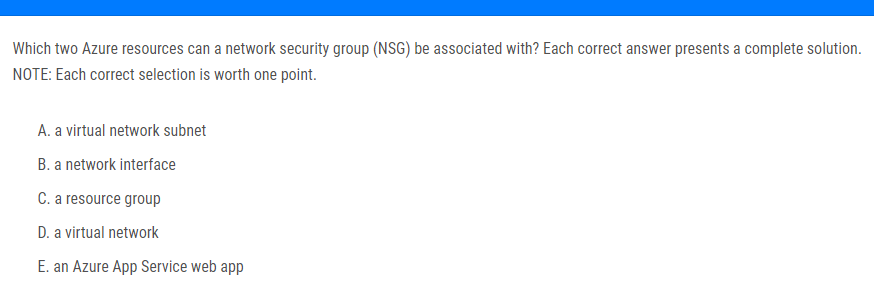 Which two Azure resources can a network security group (NSG) be associated with? Each correct answer presents a complete solution.
NOTE: Each correct selection is worth one point.
A. a virtual network subnet
B. a network interface
C. a resource group
D. a virtual network
E. an Azure App Service web app